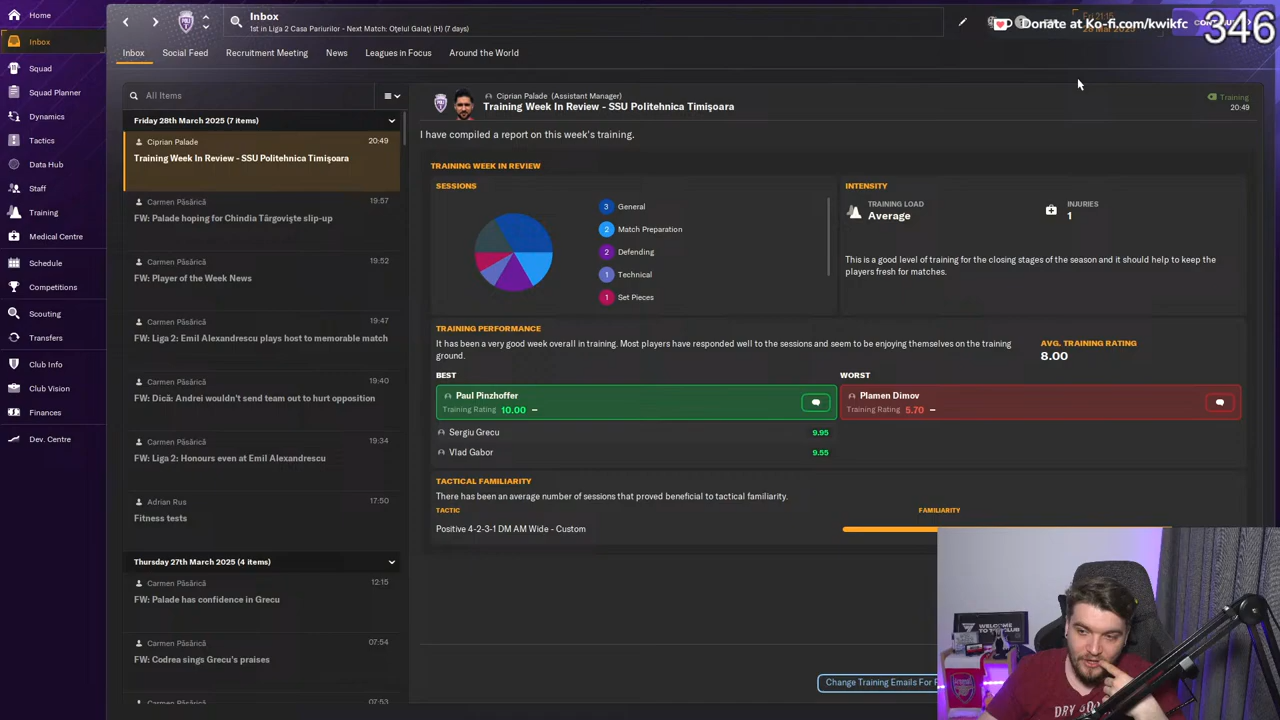 Home
Inbox
Squad
Squad Planner
Dynamics
Tactics
Data Hub
Staff
Training
Medical Centre
Schedule
Competitions
Scouting
Transfers
Club Info
Club Vision
Finances
Dev. Centre
Inbox
1st in Liga 2 Casa Pariurilor - Next Match: Oţelul Galaţi (H) (7 days)
Donate at Ko-fi.com/kwikfc
346
Inbox
Social Feed
Recruitment Meeting
News
Leagues in Focus
Around the World
All Items
Friday 28th March 2025 (7 items)
Ciprian Palade
20:49
Training Week In Review - SSU Politehnica Timişoara
Carmen Păsărică
19:57
FW: Palade hoping for Chindia Târgovişte slip-up
Carmen Păsărică
19:52
FW: Player of the Week News
Carmen Păsărică
19:47
FW: Liga 2: Emil Alexandrescu plays host to memorable match
Carmen Păsărică
19:40
FW: Dică: Andrei wouldn't send team out to hurt opposition
Carmen Păsărică
19:34
FW: Liga 2: Honours even at Emil Alexandrescu
Adrian Rus
17:50
Fitness tests
Thursday 27th March 2025 (4 items)
Carmen Păsărică
12:15
FW: Palade has confidence in Grecu
Carmen Păsărică
07:54
FW: Codrea sings Grecu's praises
Carmen Păsărică
07:53
Ciprian Palade (Assistant Manager)
Training Week In Review - SSU Politehnica Timişoara
Training
20:49
I have compiled a report on this week's training.
TRAINING WEEK IN REVIEW
SESSIONS
3 General
2 Match Preparation
2 Defending
1 Technical
1 Set Pieces
INTENSITY
TRAINING LOAD
Average
INJURIES
1
This is a good level of training for the closing stages of the season and it should help to keep the
players fresh for matches.
TRAINING PERFORMANCE
It has been a very good week overall in training. Most players have responded well to the sessions and seem to be enjoying themselves on the training
ground.
AVG. TRAINING RATING
8.00
BEST
Paul Pinzhoffer
Training Rating 10.00 –
Sergiu Grecu
9.95
Vlad Gabor
9.55
WORST
Plamen Dimov
Training Rating 5.70 –
TACTICAL FAMILIARITY
There has been an average number of sessions that proved beneficial to tactical familiarity.
TACTIC
FAMILIARITY
Positive 4-2-3-1 DM AM Wide - Custom
Change Training Emails For
WELCOME